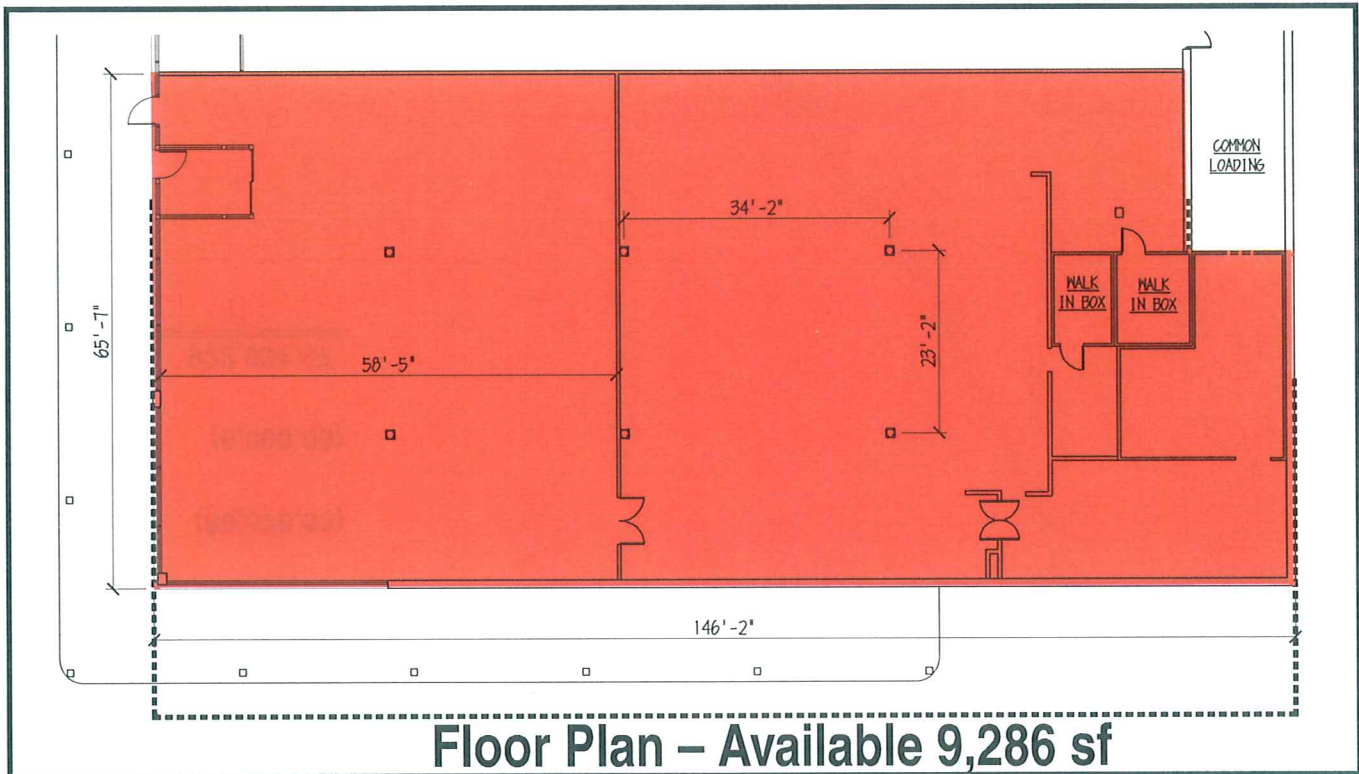 COMMON
LOADING
34'-2"
WALK
IN BOX
WALK
IN BOX
65'-7"
23'-2"
58'-5"
146'-2"
Floor Plan – Available 9,286 sf